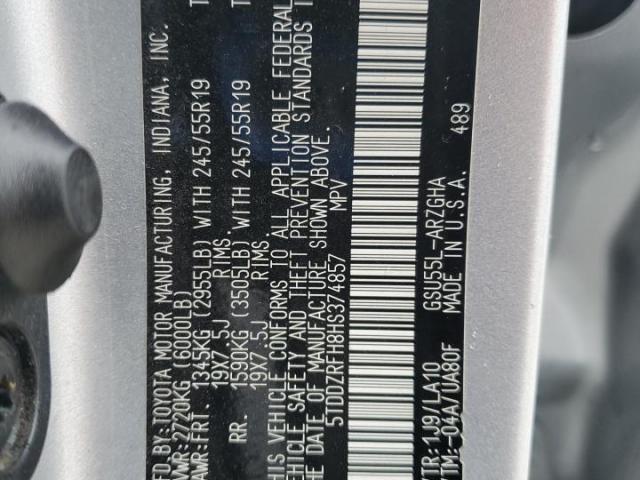 MFD.BY:TOYOTA MOTOR MANUFACTURING, INDIANA, INC.
WR: 2720KG (6000LB)
AWR:FRT. 1345KG (2955LB) WITH 245/55R19
19X7.5J RIMS
RR. 1590KG (3505LB) WITH 245/55R19
19X7.5J RIMS
THIS VEHICLE CONFORMS TO ALL APPLICABLE FEDERAL
VEHICLE SAFETY AND THEFT PREVENTION STANDARDS
THE DATE OF MANUFACTURE SHOWN ABOVE.
5TDDZRFH8HS374857 MPV
/TR:1J9/LA10 GSU55L-ARZGHA
/TM:-04A/UA80F MADE IN U.S.A. 489